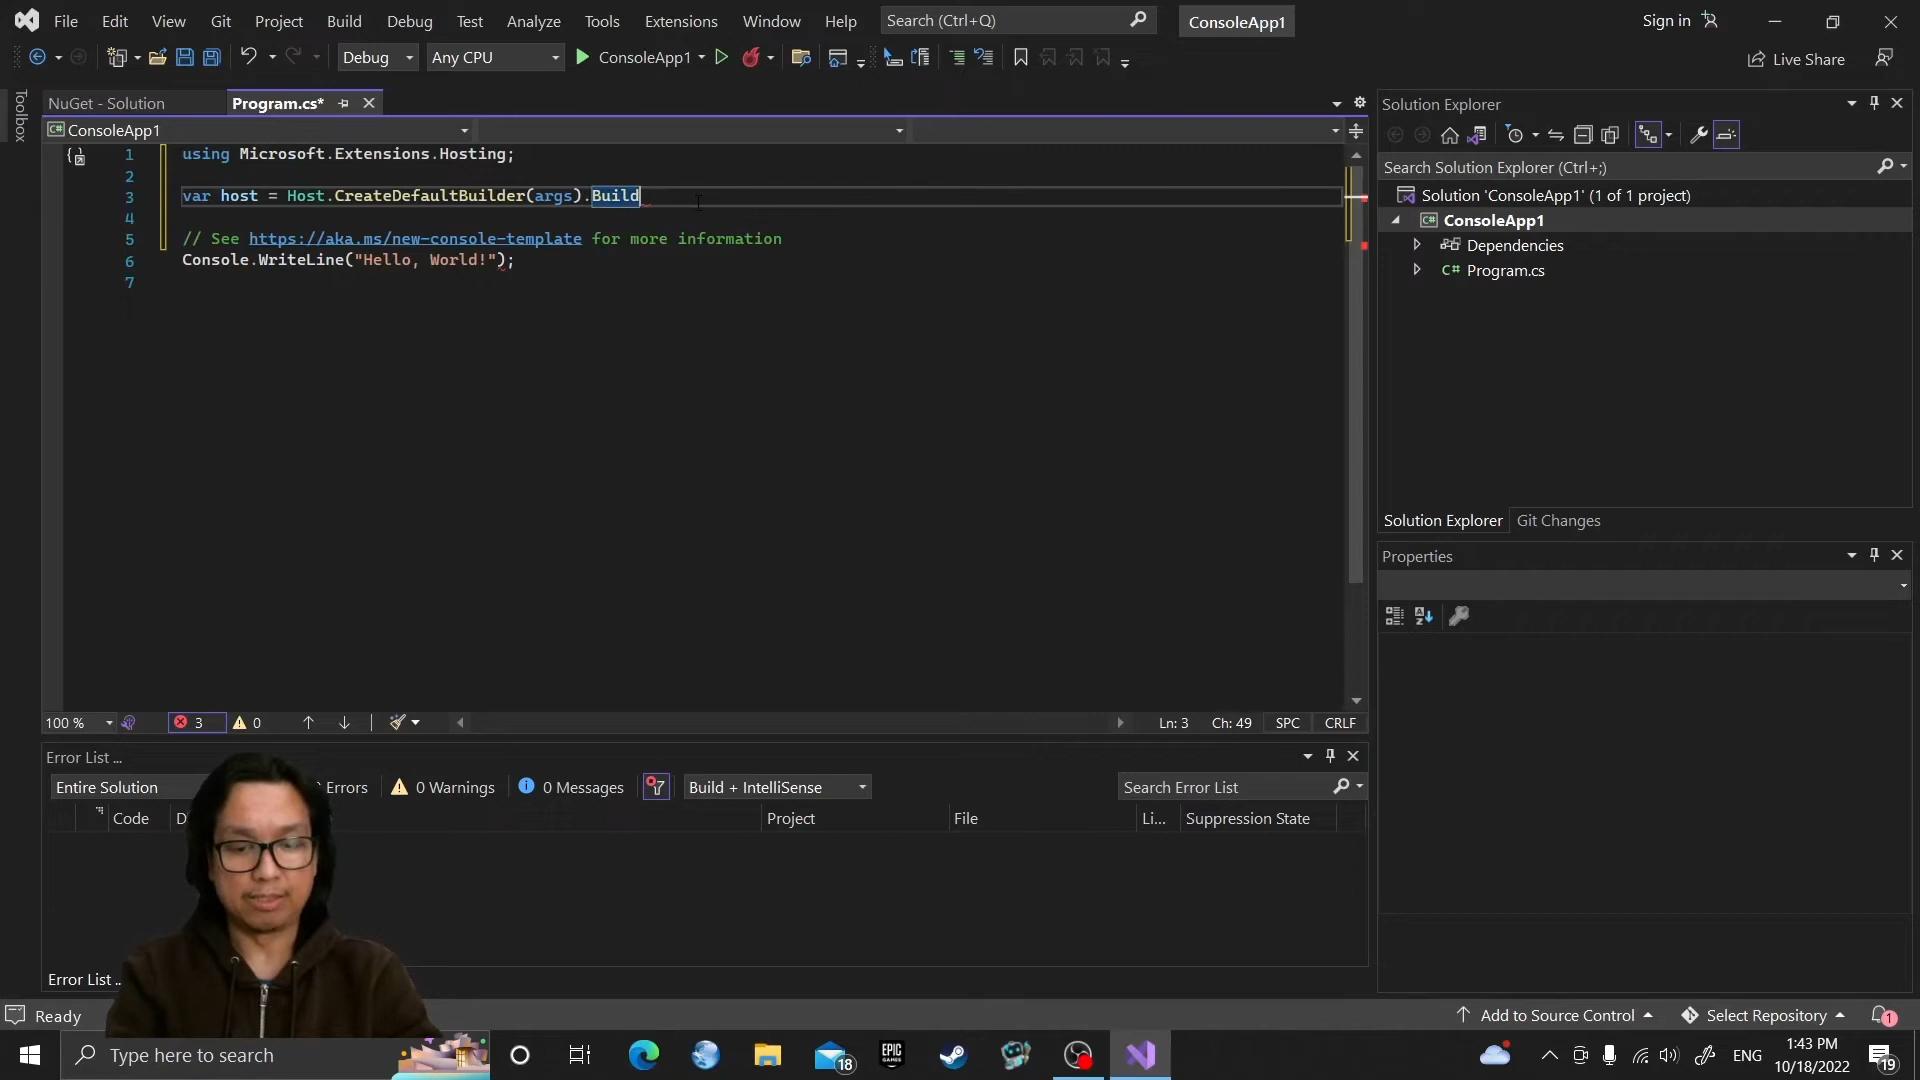 File Edit View Git Project Build Debug Test Analyze Tools Extensions Window Help Search (Ctrl+Q) ConsoleApp1 Sign in
Debug Any CPU ConsoleApp1 Live Share
Toolbox
NuGet - Solution Program.cs*
ConsoleApp1
1 using Microsoft.Extensions.Hosting;
2
3 var host = Host.CreateDefaultBuilder(args).Build
4
5 // See https://aka.ms/new-console-template for more information
6 Console.WriteLine("Hello, World!");
7
100 % 3 0 Ln: 3 Ch: 49 SPC CRLF
Solution Explorer
Search Solution Explorer (Ctrl+;)
Solution 'ConsoleApp1' (1 of 1 project)
ConsoleApp1
Dependencies
C# Program.cs
Solution Explorer Git Changes
Properties
Error List ...
Entire Solution Errors 0 Warnings 0 Messages Build + IntelliSense Search Error List
Code D Project File Li... Suppression State
Error List ..
Ready Add to Source Control Select Repository 1
Type here to search 18 EPIC GAMES ENG 1:43 PM
10/18/2022 19